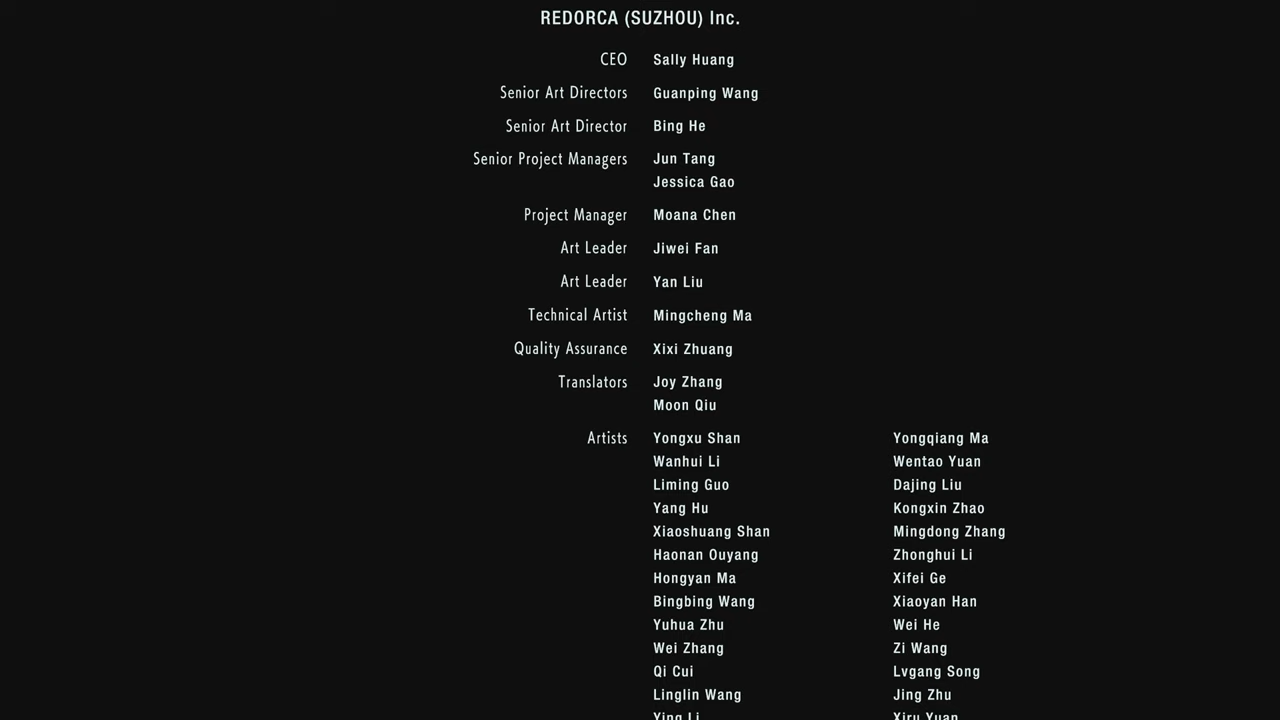 REDORCA (SUZHOU) Inc.
CEO Sally Huang
Senior Art Directors Guanping Wang
Senior Art Director Bing He
Senior Project Managers Jun Tang
Jessica Gao
Project Manager Moana Chen
Art Leader Jiwei Fan
Art Leader Yan Liu
Technical Artist Mingcheng Ma
Quality Assurance Xixi Zhuang
Translators Joy Zhang
Moon Qiu
Artists Yongxu Shan Yongqiang Ma
Wanhui Li Wentao Yuan
Liming Guo Dajing Liu
Yang Hu Kongxin Zhao
Xiaoshuang Shan Mingdong Zhang
Haonan Ouyang Zhonghui Li
Hongyan Ma Xifei Ge
Bingbing Wang Xiaoyan Han
Yuhua Zhu Wei He
Wei Zhang Zi Wang
Qi Cui Lvgang Song
Linglin Wang Jing Zhu
Ying Li Xiru Yuan